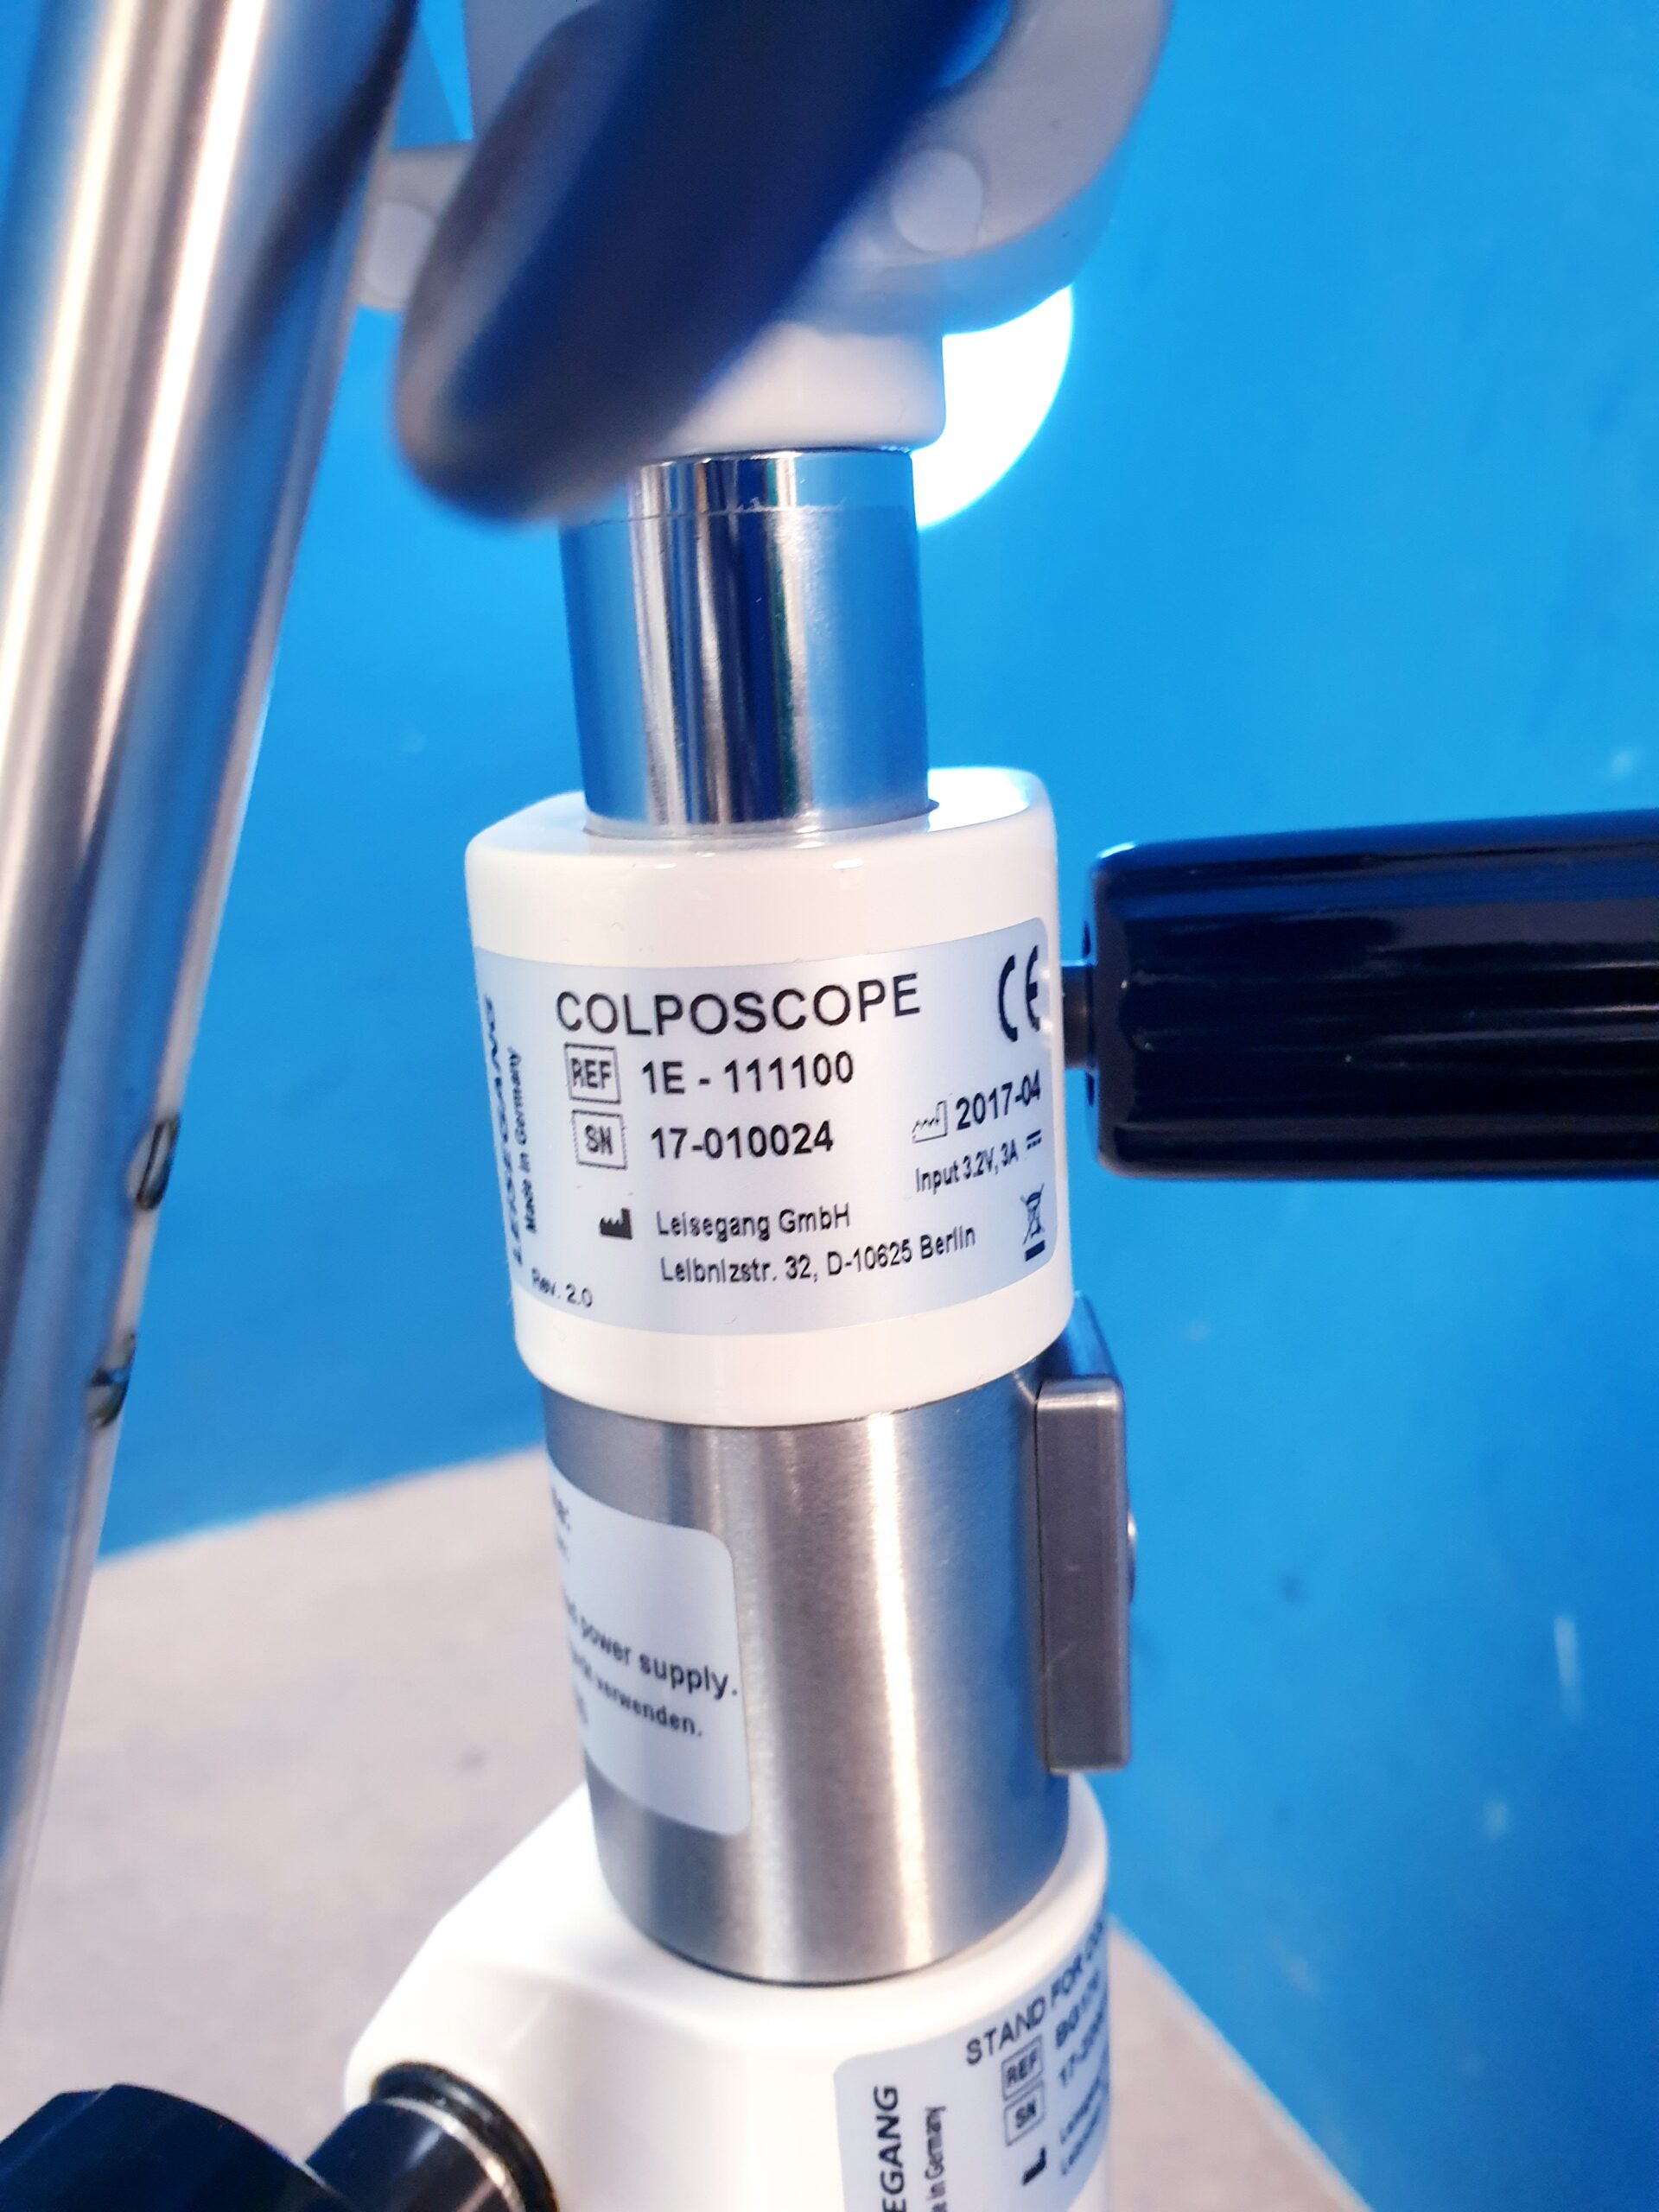 COLPOSCOPE
CE
REF 1E - 111100
SN 17-010024
2017-04
Input 3.2V, 3A
Leisegang GmbH
Leibnizstr. 32, D-10625 Berlin
LEISEGANG
Made in Germany
Rev. 2.0
power supply.
verwenden.
STAND FOR
REF
SN
EGANG
in Germany